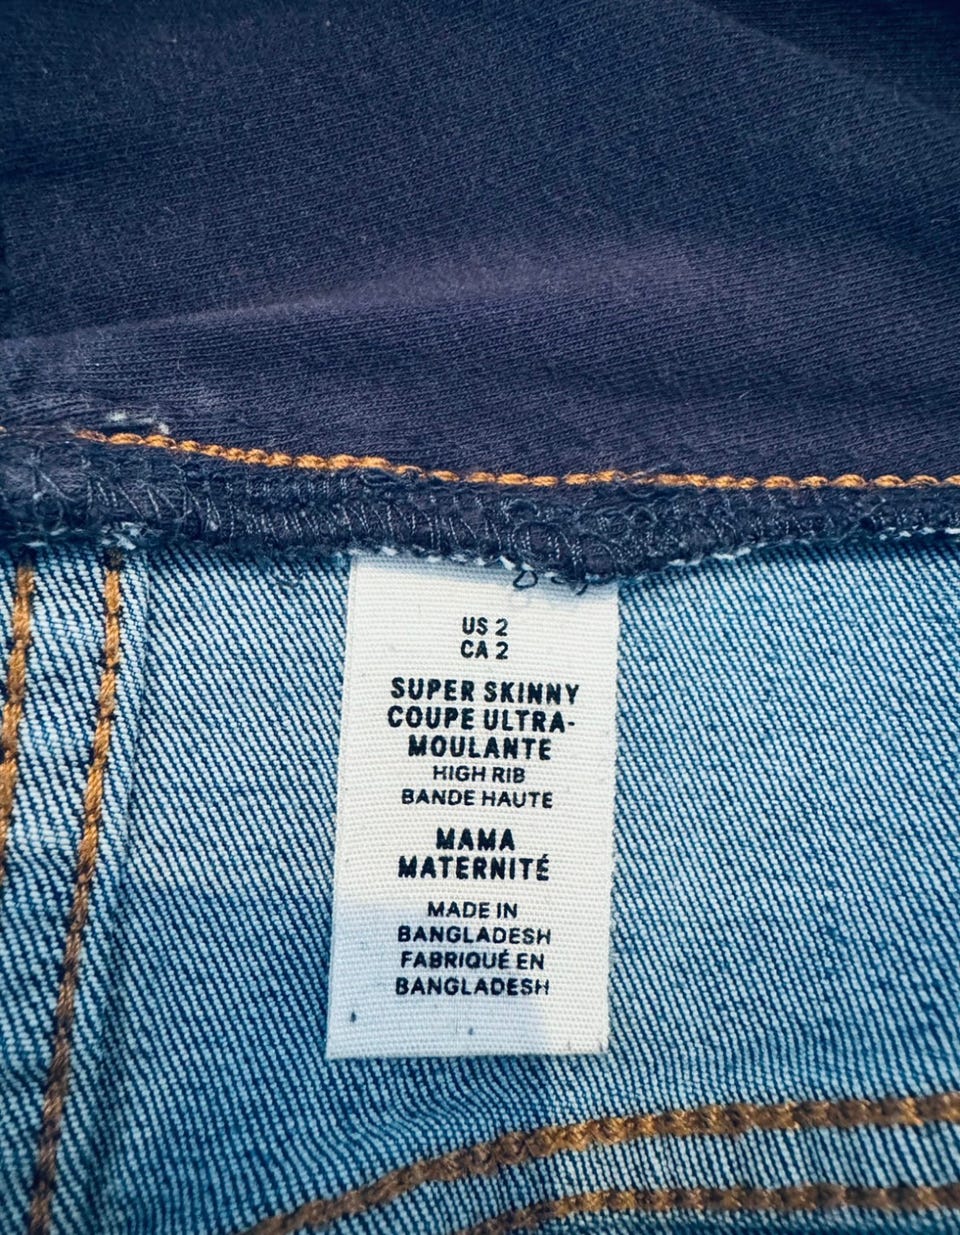 US 2
CA 2
SUPER SKINNY
COUPE ULTRA-
MOULANTE
HIGH RIB
BANDE HAUTE
MAMA
MATERNITÉ
MADE IN
BANGLADESH
FABRIQUÉ EN
BANGLADESH